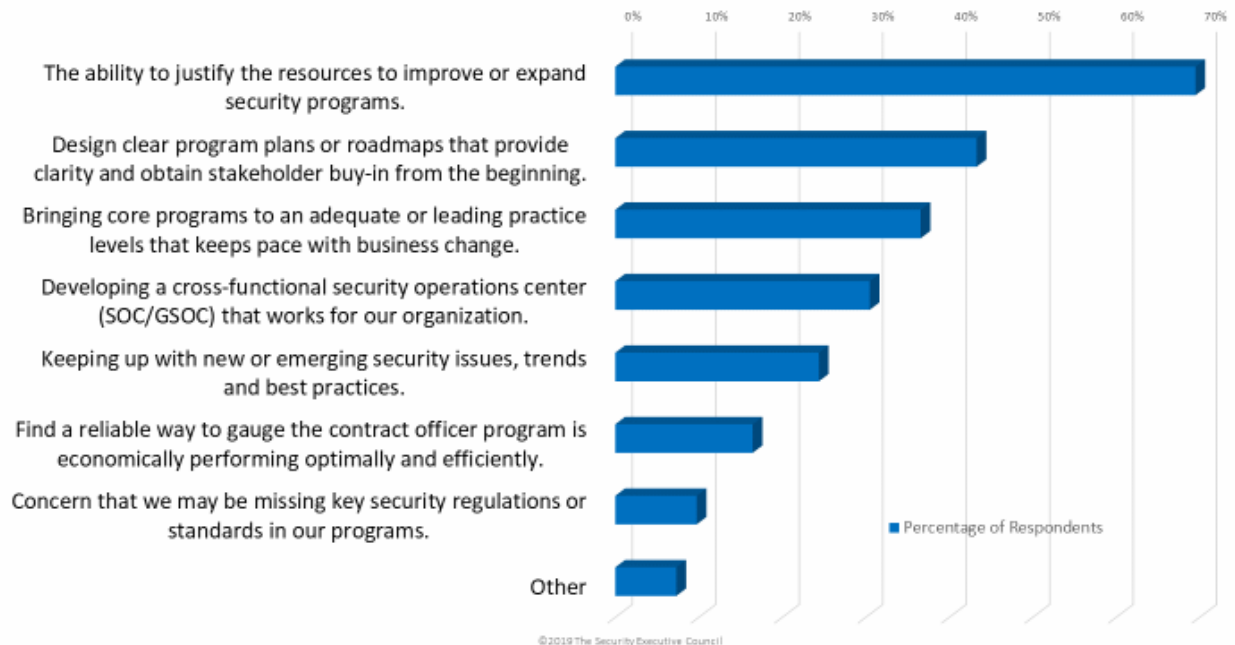 0% 10% 20% 30% 40% 50% 60% 70%
The ability to justify the resources to improve or expand
security programs.
Design clear program plans or roadmaps that provide
clarity and obtain stakeholder buy-in from the beginning.
Bringing core programs to an adequate or leading practice
levels that keeps pace with business change.
Developing a cross-functional security operations center
(SOC/GSOC) that works for our organization.
Keeping up with new or emerging security issues, trends
and best practices.
Find a reliable way to gauge the contract officer program is
economically performing optimally and efficiently.
Concern that we may be missing key security regulations or
standards in our programs.
Percentage of Respondents
Other
©2019 The Security Executive Council